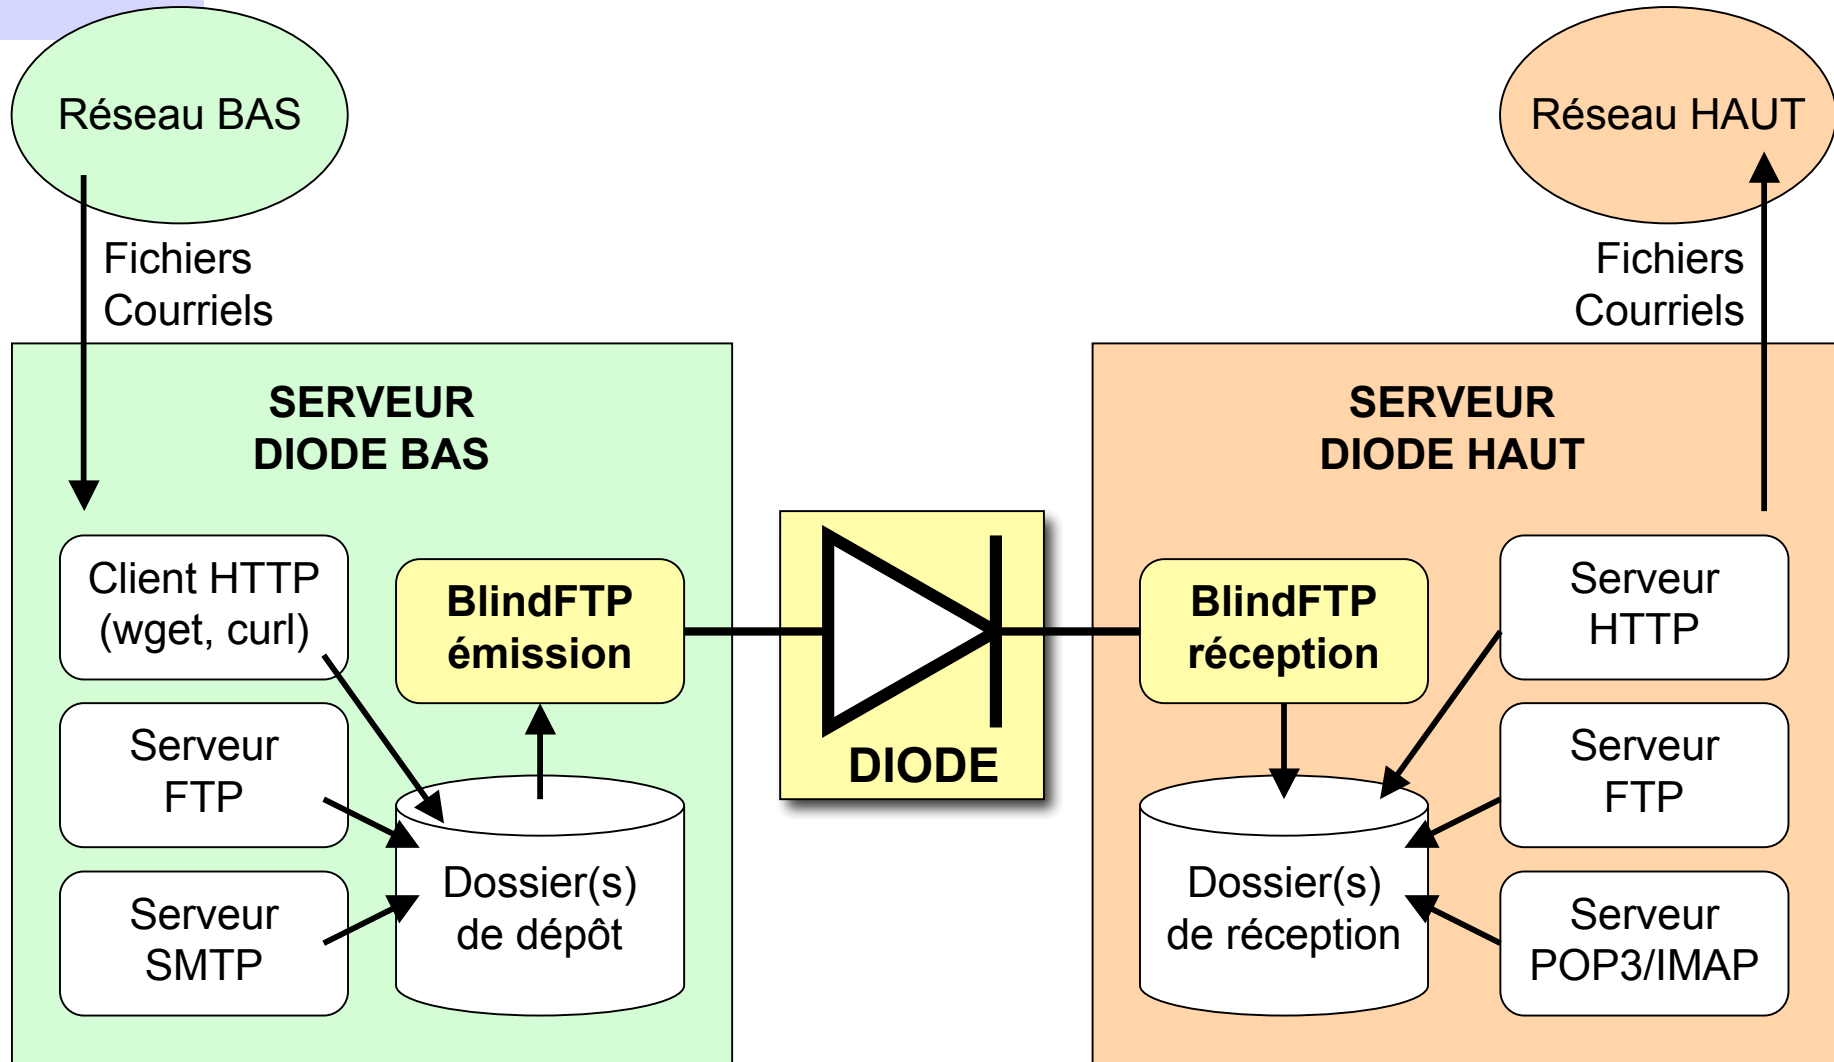 Réseau BAS
Réseau HAUT
Fichiers
Courriels
Fichiers
Courriels
SERVEUR
DIODE BAS
SERVEUR
DIODE HAUT
Client HTTP
(wget, curl)
BlindFTP
émission
Serveur
FTP
Serveur
SMTP
Dossier(s)
de dépôt
DIODE
BlindFTP
réception
Dossier(s)
de réception
Serveur
HTTP
Serveur
FTP
Serveur
POP3/IMAP